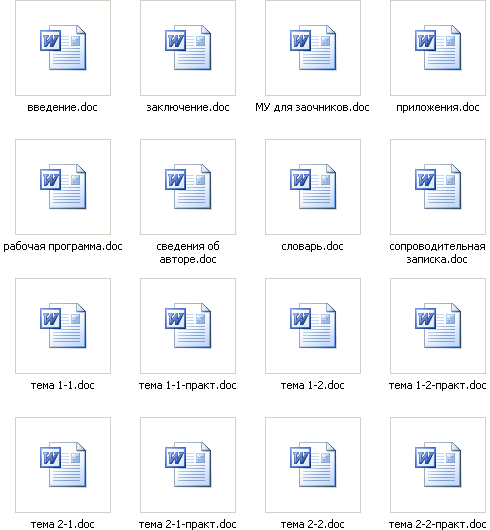 введение.doc
заключение.doc
МУ для заочников.doc
приложения.doc
рабочая программа.doc
сведения об
авторе.doc
словарь.doc
сопроводительная
записка.doc
тема 1-1.doc
тема 1-1-практ.doc
тема 1-2.doc
тема 1-2-практ.doc
тема 2-1.doc
тема 2-1-практ.doc
тема 2-2.doc
тема 2-2-практ.doc